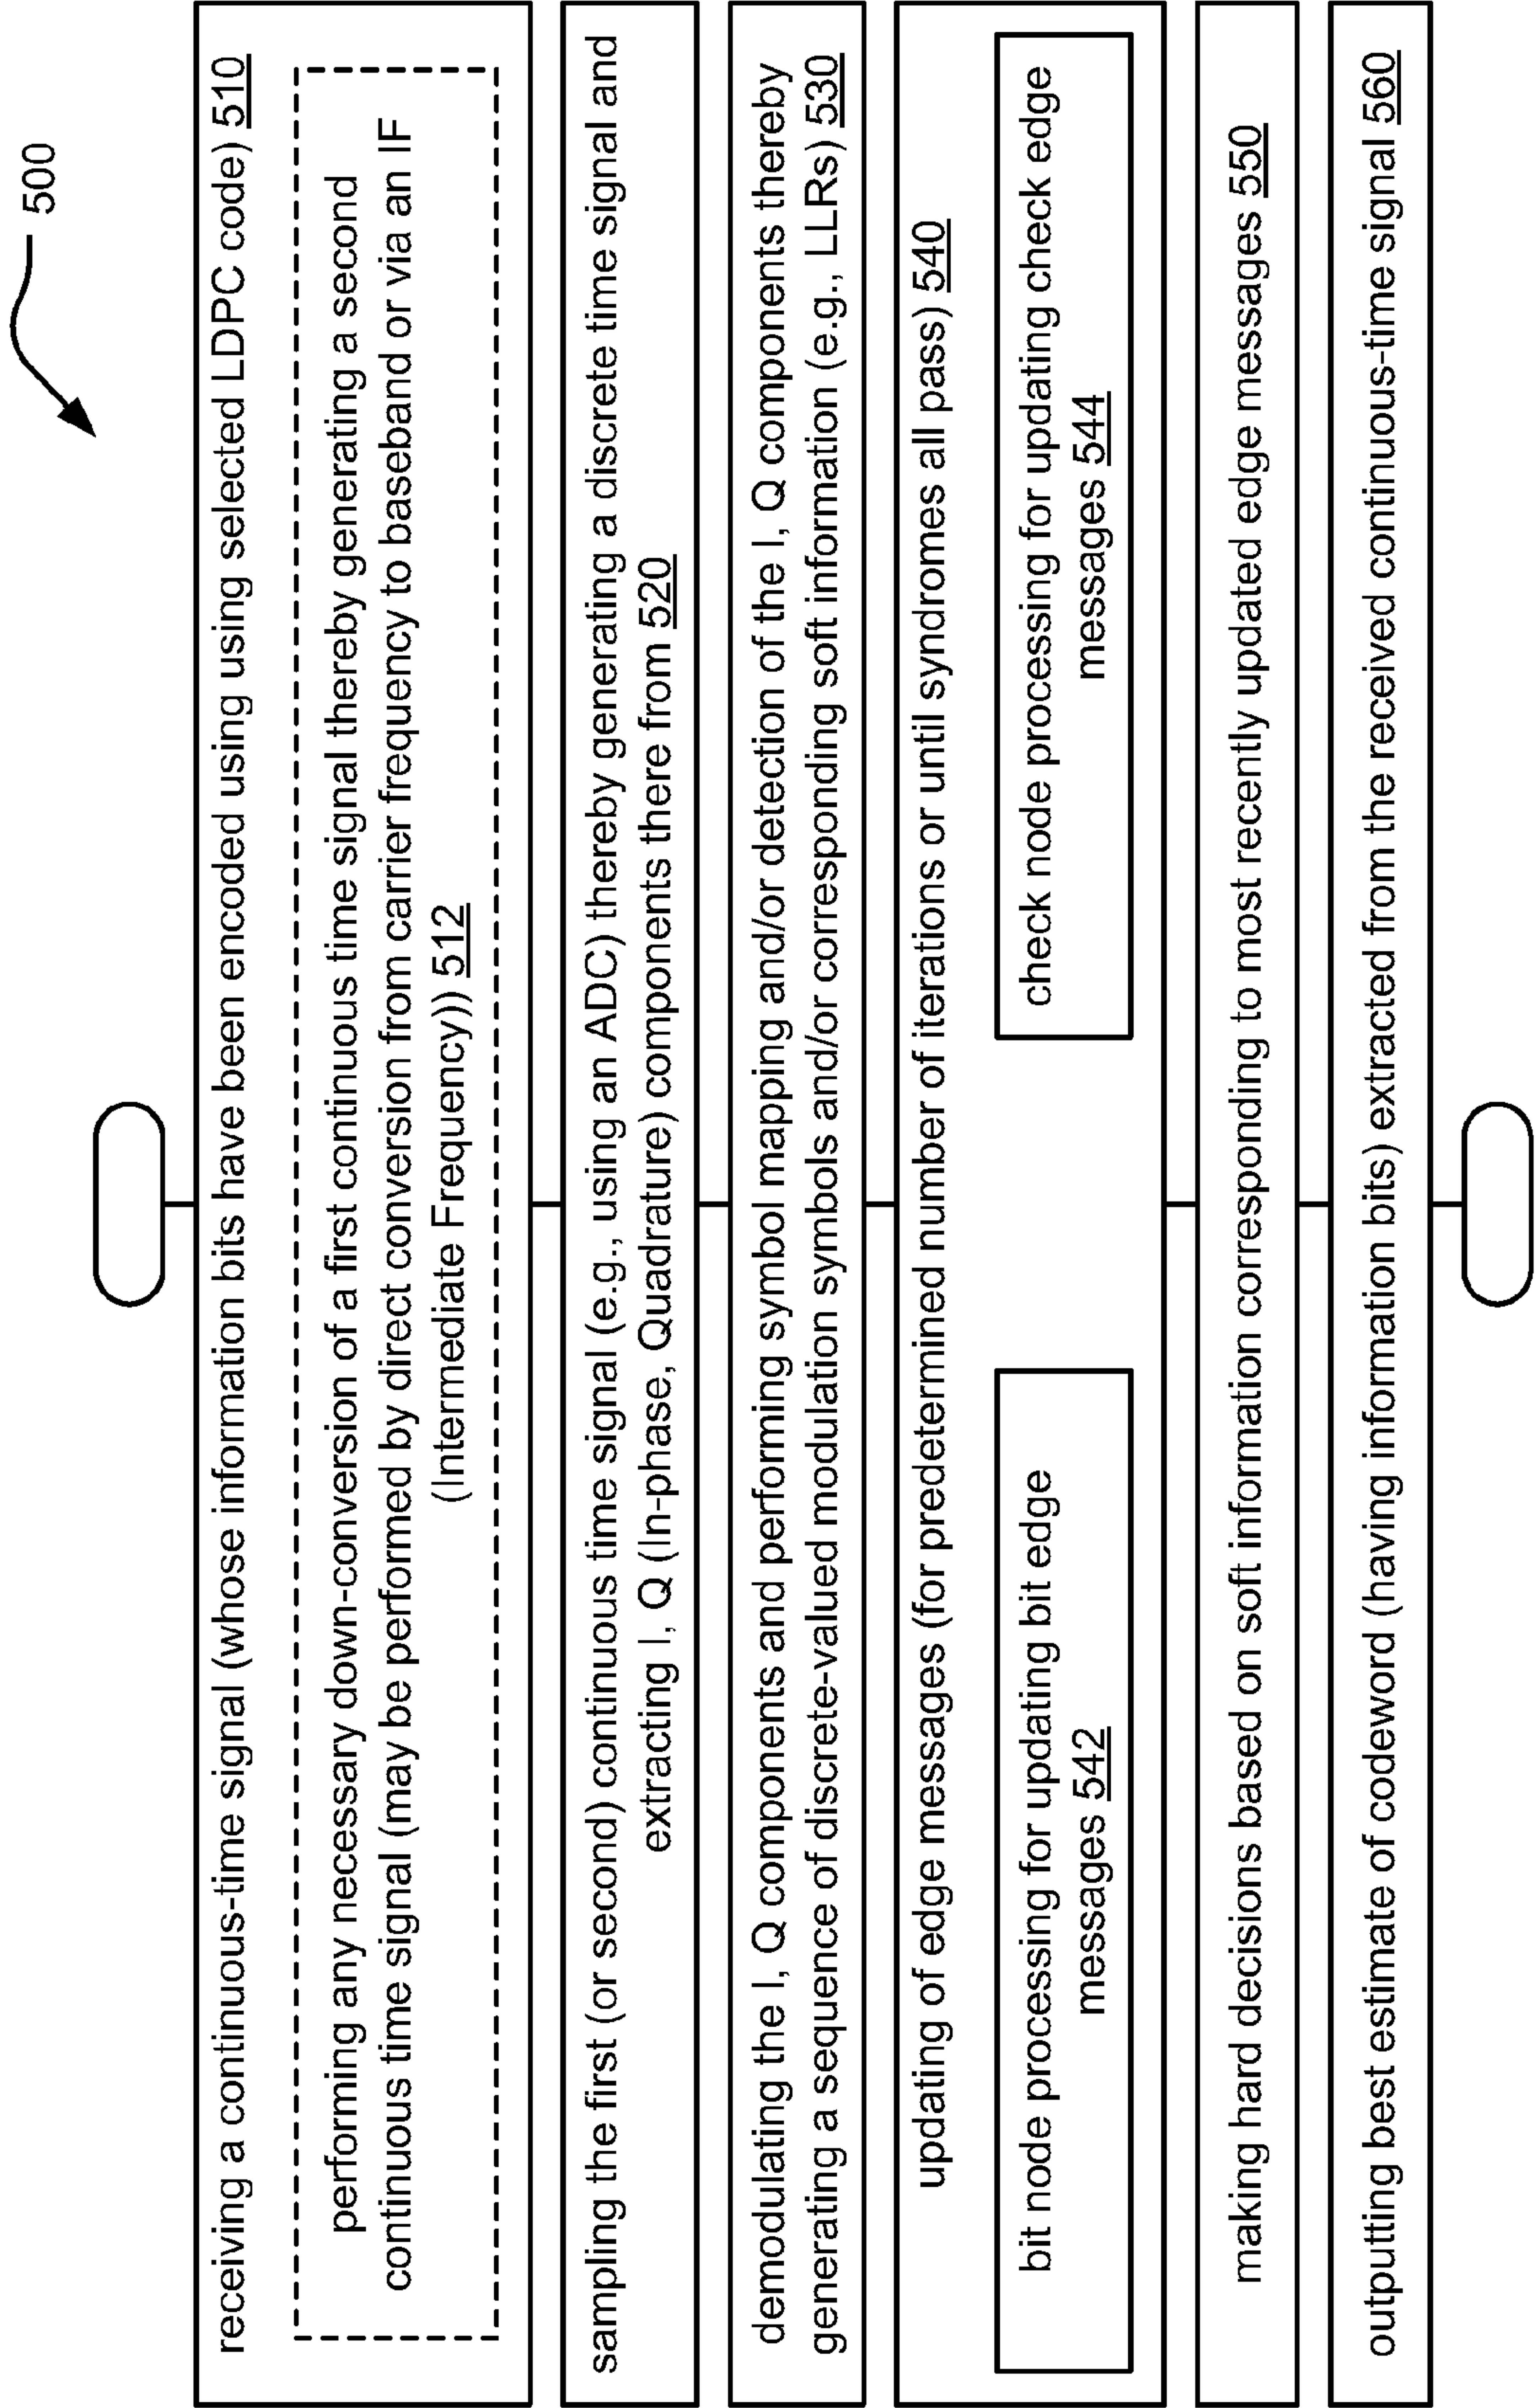 500
receiving a continuous-time signal (whose information bits have been encoded using using selected LDPC code) 510
performing any necessary down-conversion of a first continuous time signal thereby generating a second
continuous time signal (may be performed by direct conversion from carrier frequency to baseband or via an IF
(Intermediate Frequency)) 512
sampling the first (or second) continuous time signal (e.g., using an ADC) thereby generating a discrete time signal and
extracting I, Q (In-phase, Quadrature) components there from 520
demodulating the I, Q components and performing symbol mapping and/or detection of the I, Q components thereby
generating a sequence of discrete-valued modulation symbols and/or corresponding soft information (e.g., LLRs) 530
updating of edge messages (for predetermined number of iterations or until syndromes all pass) 540
bit node processing for updating bit edge
messages 542
check node processing for updating check edge
messages 544
making hard decisions based on soft information corresponding to most recently updated edge messages 550
outputting best estimate of codeword (having information bits) extracted from the received continuous-time signal 560